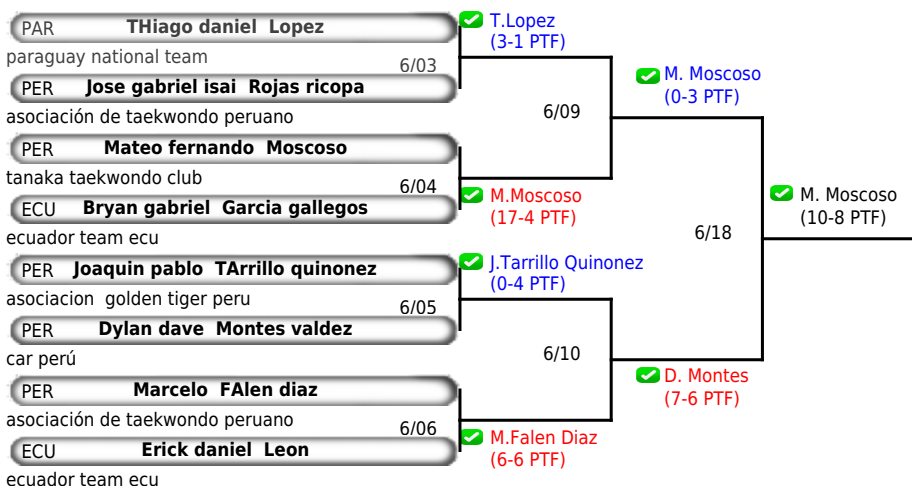 PAR THiago daniel Lopez
paraguay national team
6/03
PER Jose gabriel isai Rojas ricopa
asociación de taekwondo peruano
PER Mateo fernando Moscoso
tanaka taekwondo club
6/04
ECU Bryan gabriel Garcia gallegos
ecuador team ecu
PER Joaquin pablo TArrillo quinonez
asociacion golden tiger peru
6/05
PER Dylan dave Montes valdez
car perú
PER Marcelo FAlen diaz
asociación de taekwondo peruano
6/06
ECU Erick daniel Leon
ecuador team ecu
T.Lopez
(3-1 PTF)
6/09
M.Moscoso
(17-4 PTF)
J.Tarrillo Quinonez
(0-4 PTF)
6/10
M.Falen Diaz
(6-6 PTF)
M. Moscoso
(0-3 PTF)
6/18
D. Montes
(7-6 PTF)
M. Moscoso
(10-8 PTF)